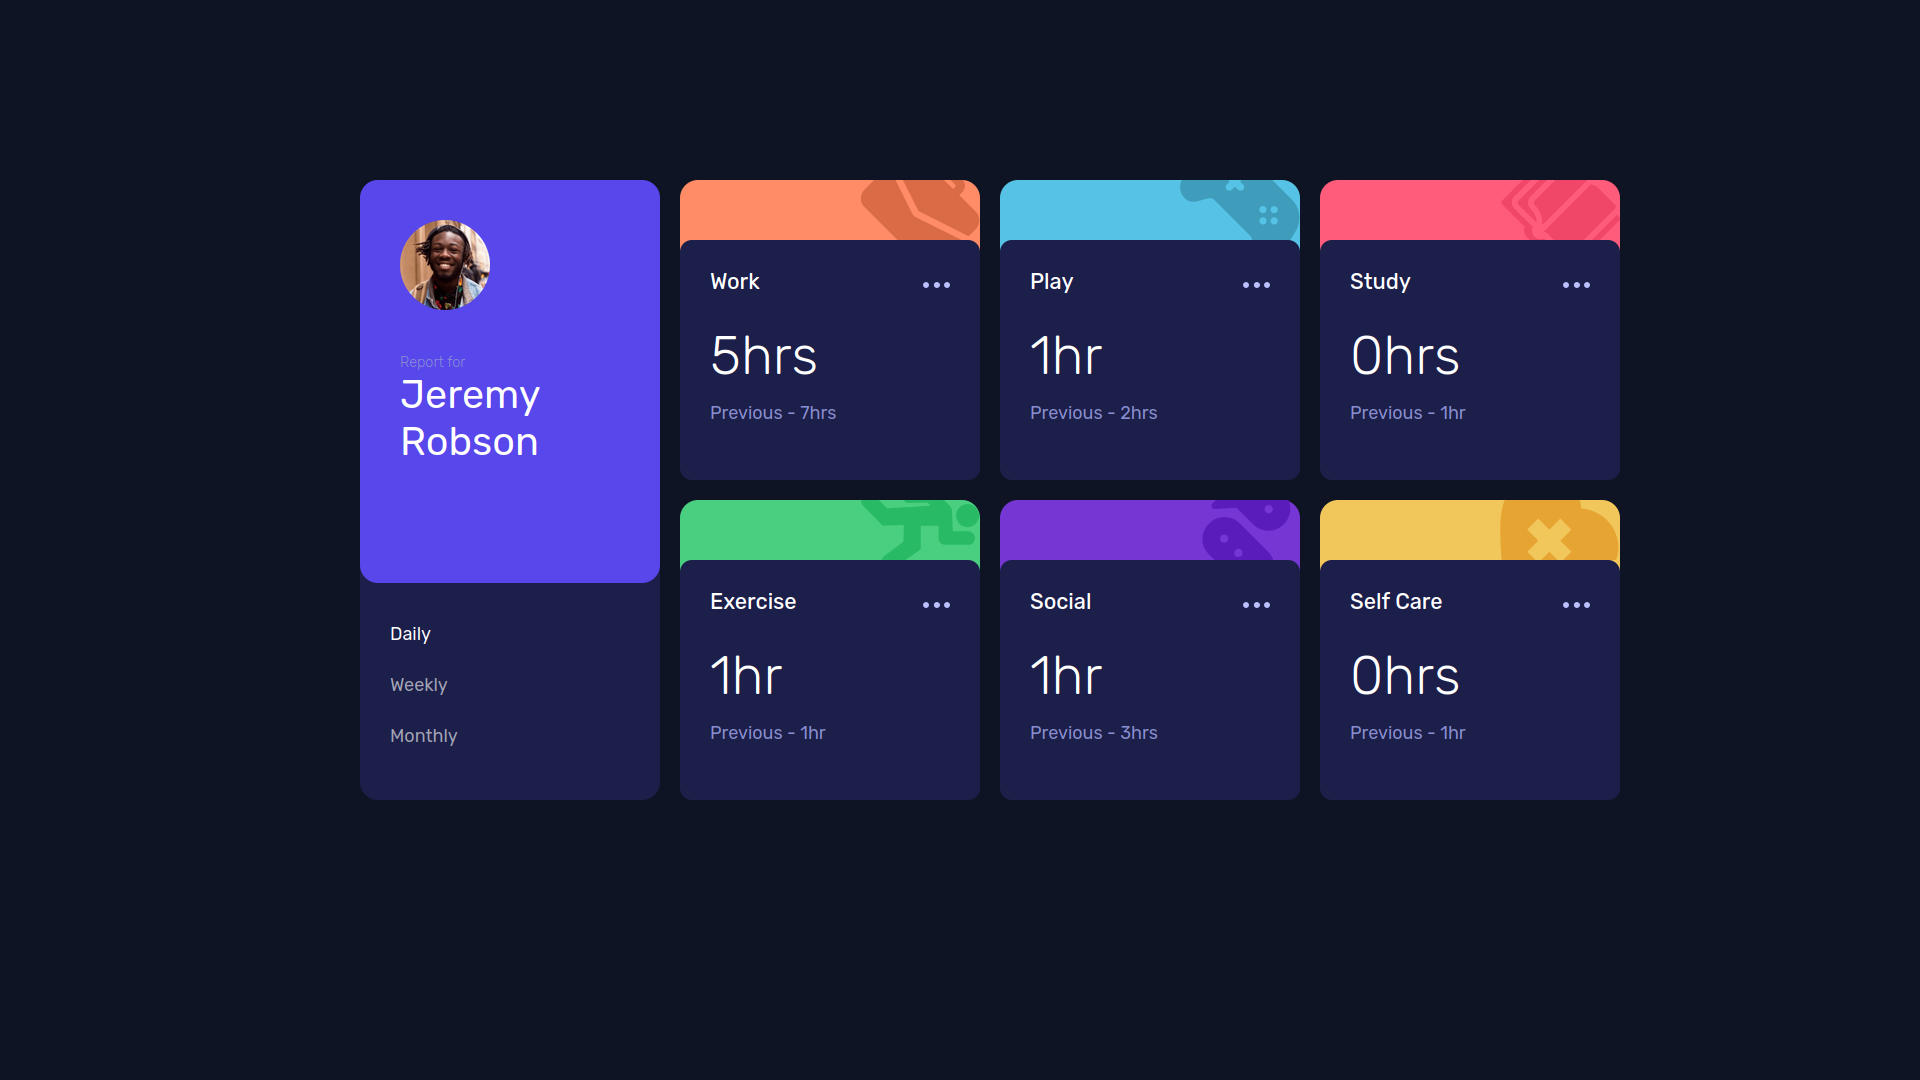 Report for
Jeremy
Robson
Daily
Weekly
Monthly
Work
5hrs
Previous - 7hrs
Play
1hr
Previous - 2hrs
Study
0hrs
Previous - 1hr
Exercise
1hr
Previous - 1hr
Social
1hr
Previous - 3hrs
Self Care
0hrs
Previous - 1hr